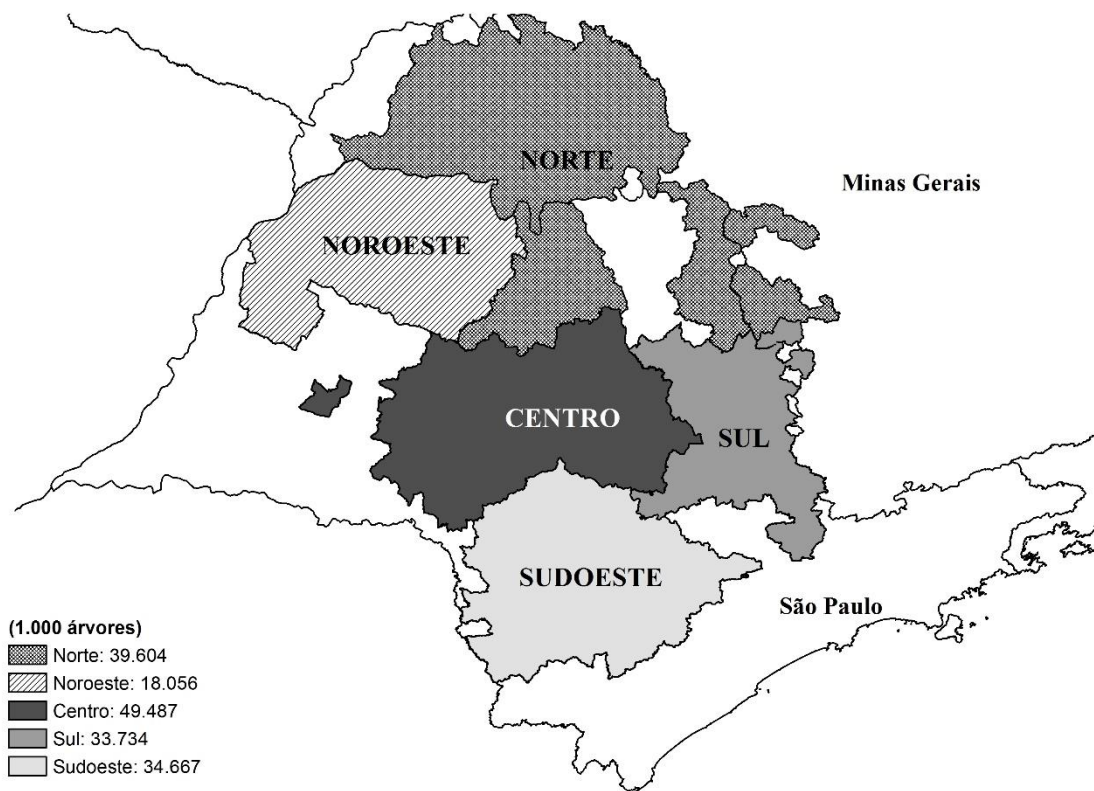 NORTE
Minas Gerais
NOROESTE
CENTRO
SUL
SUDOESTE
São Paulo
(1.000 árvores)
Norte: 39.604
Noroeste: 18.056
Centro: 49.487
Sul: 33.734
Sudoeste: 34.667